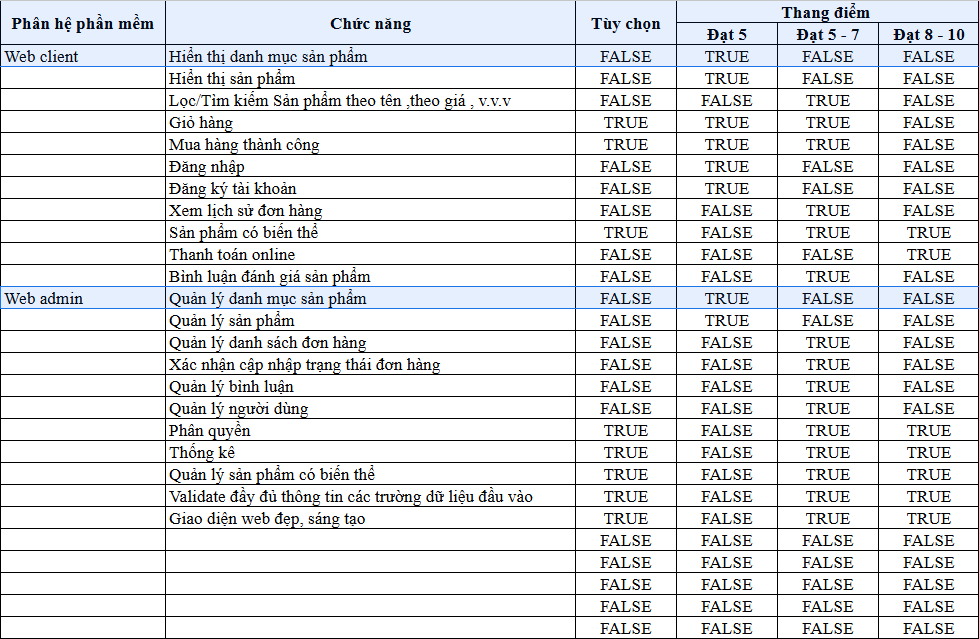 Phân hệ phần mềm Chức năng Tùy chọn Thang điểm
Đạt 5 Đạt 5 - 7 Đạt 8 - 10
Web client Hiển thị danh mục sản phẩm FALSE TRUE FALSE FALSE
Hiển thị sản phẩm FALSE TRUE FALSE FALSE
Lọc/Tìm kiếm Sản phẩm theo tên ,theo giá , v.v.v FALSE FALSE TRUE FALSE
Giỏ hàng TRUE TRUE TRUE FALSE
Mua hàng thành công TRUE TRUE TRUE FALSE
Đăng nhập FALSE TRUE FALSE FALSE
Đăng ký tài khoản FALSE TRUE FALSE FALSE
Xem lịch sử đơn hàng FALSE FALSE TRUE FALSE
Sản phẩm có biến thể TRUE FALSE TRUE TRUE
Thanh toán online FALSE FALSE FALSE TRUE
Bình luận đánh giá sản phẩm FALSE FALSE TRUE FALSE
Web admin Quản lý danh mục sản phẩm FALSE TRUE FALSE FALSE
Quản lý sản phẩm FALSE TRUE FALSE FALSE
Quản lý danh sách đơn hàng FALSE FALSE TRUE FALSE
Xác nhận cập nhập trạng thái đơn hàng FALSE FALSE TRUE FALSE
Quản lý bình luận FALSE FALSE TRUE FALSE
Quản lý người dùng FALSE FALSE TRUE FALSE
Phân quyền TRUE FALSE TRUE TRUE
Thống kê TRUE FALSE TRUE TRUE
Quản lý sản phẩm có biến thể TRUE FALSE TRUE TRUE
Validate đầy đủ thông tin các trường dữ liệu đầu vào TRUE FALSE TRUE TRUE
Giao diện web đẹp, sáng tạo TRUE FALSE TRUE TRUE
FALSE FALSE FALSE FALSE
FALSE FALSE FALSE FALSE
FALSE FALSE FALSE FALSE
FALSE FALSE FALSE FALSE
FALSE FALSE FALSE FALSE